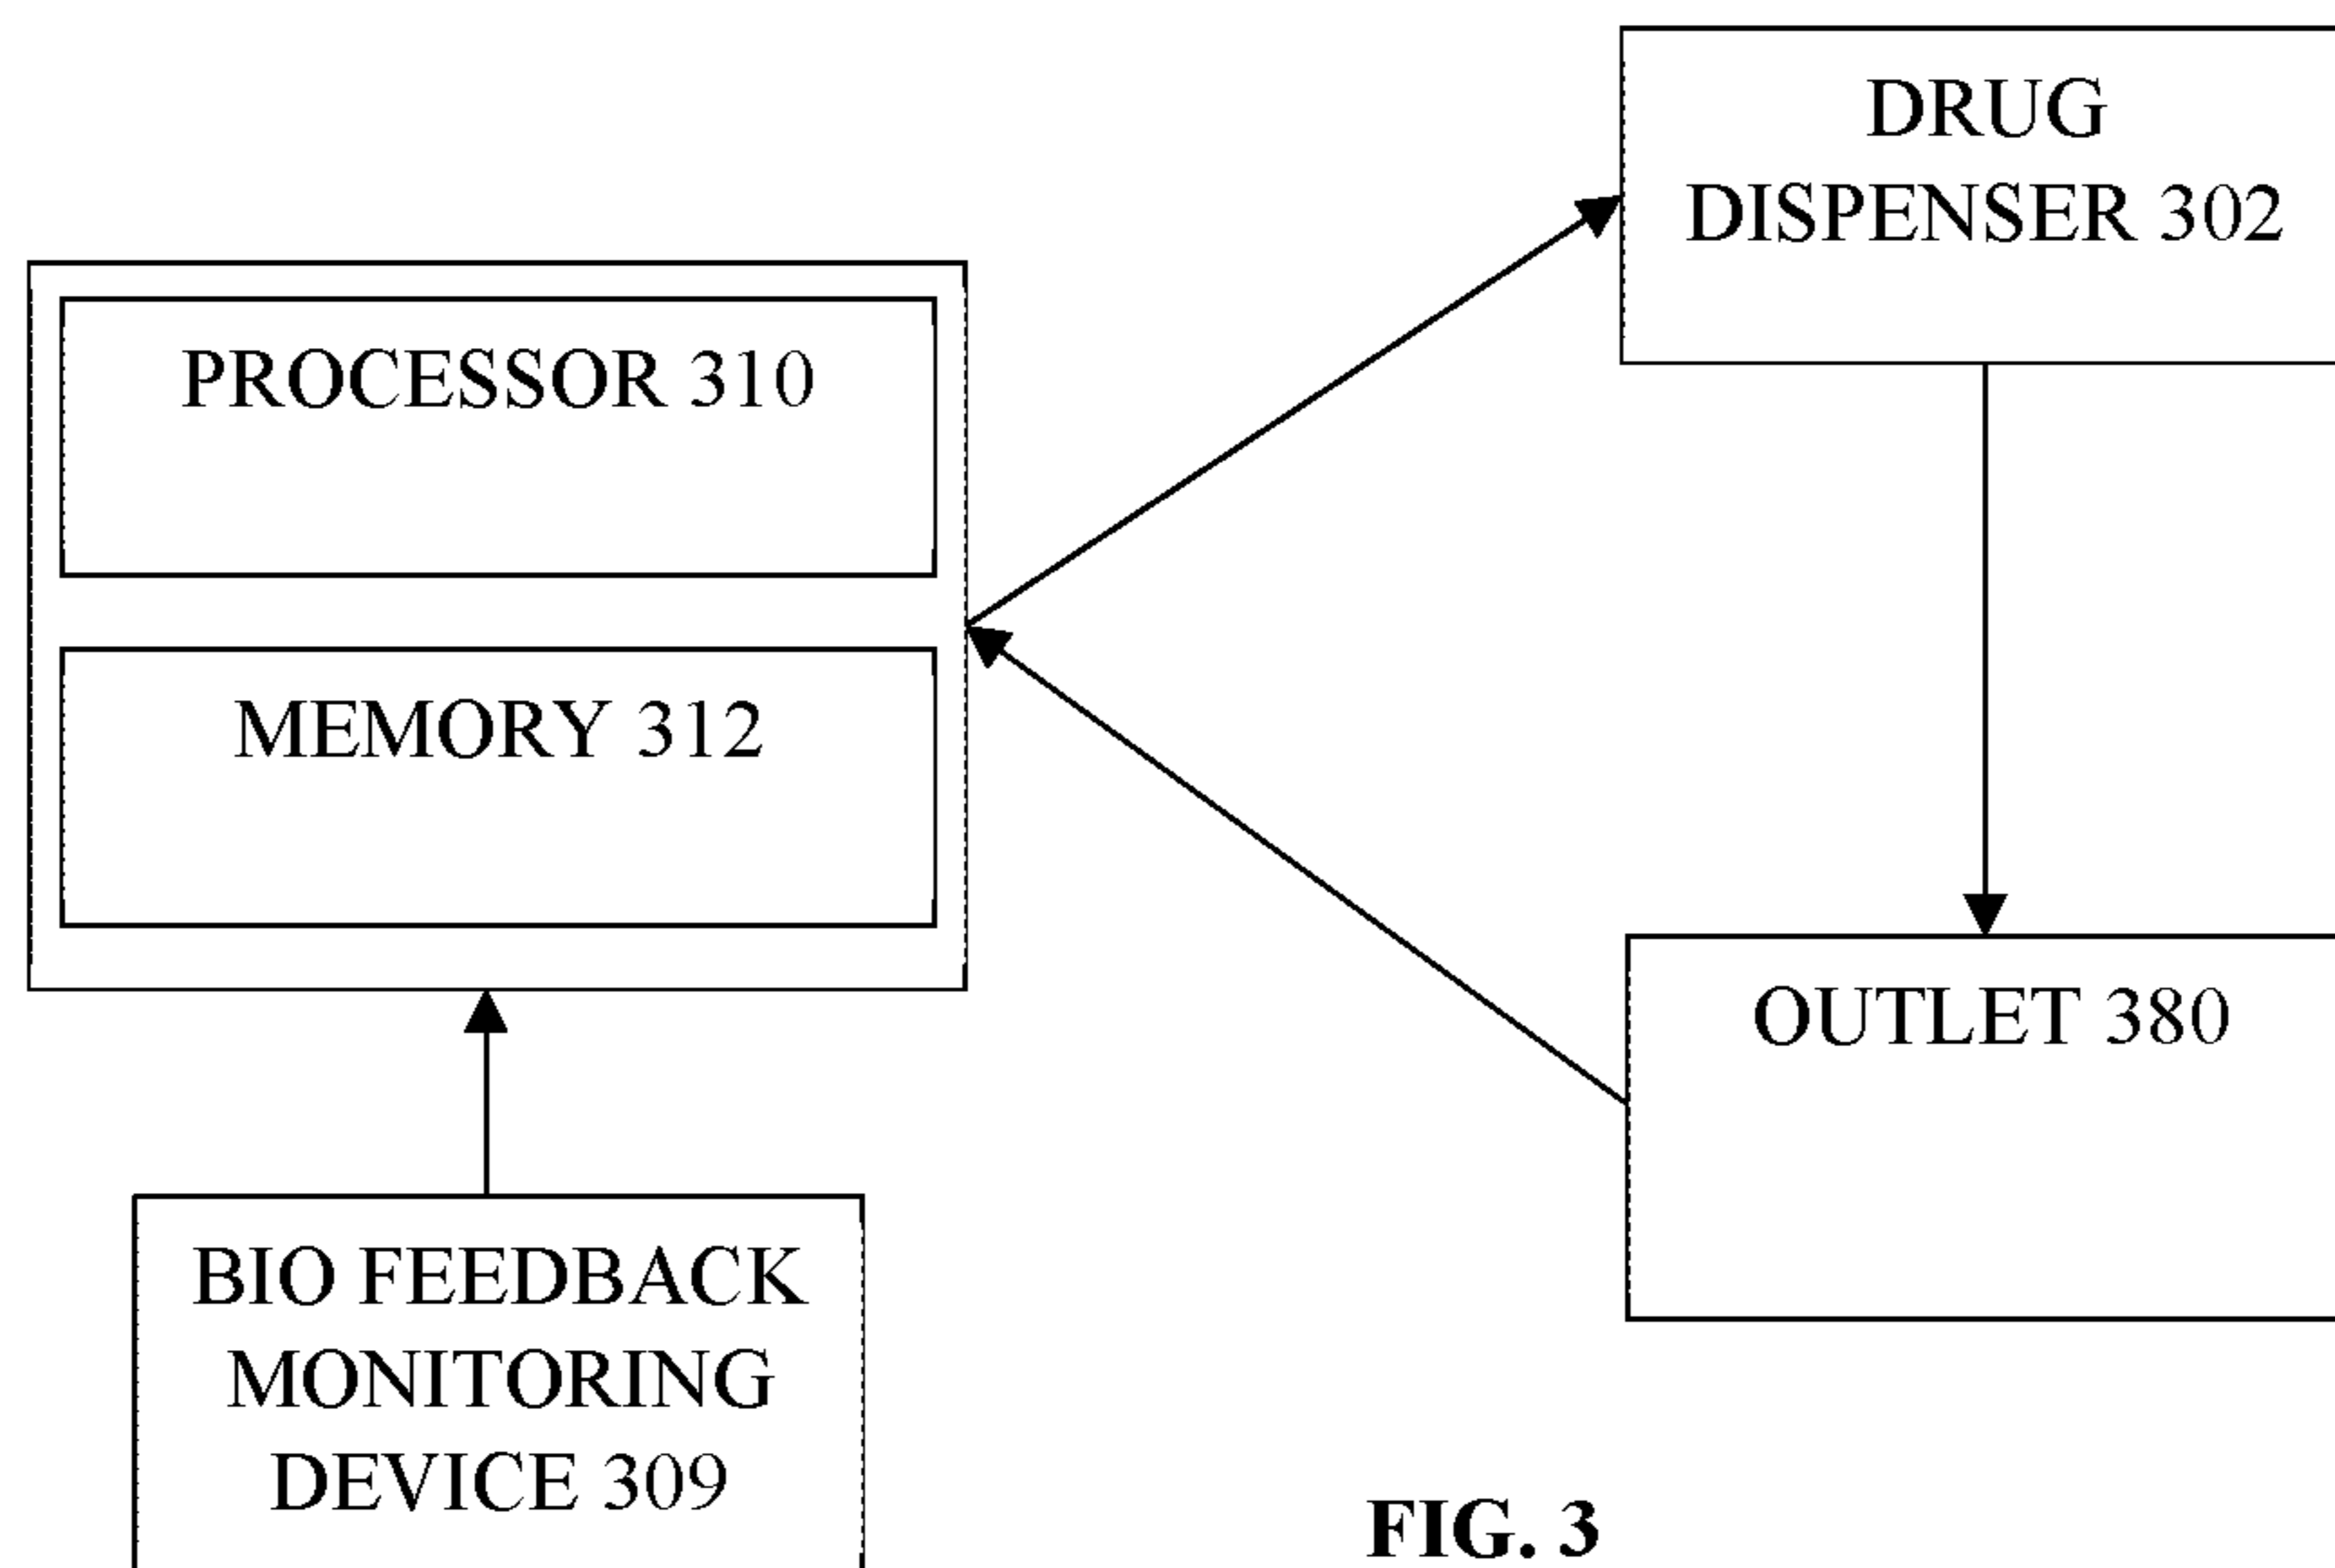 DRUG
DISPENSER 302
PROCESSOR 310
MEMORY 312
OUTLET 380
BIO FEEDBACK
MONITORING
DEVICE 309
FIG. 3